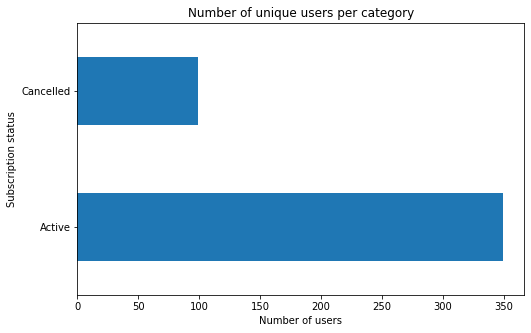 Number of unique users per category
Cancelled
Subscription status
Active
0 50 100 150 200 250 300 350
Number of users